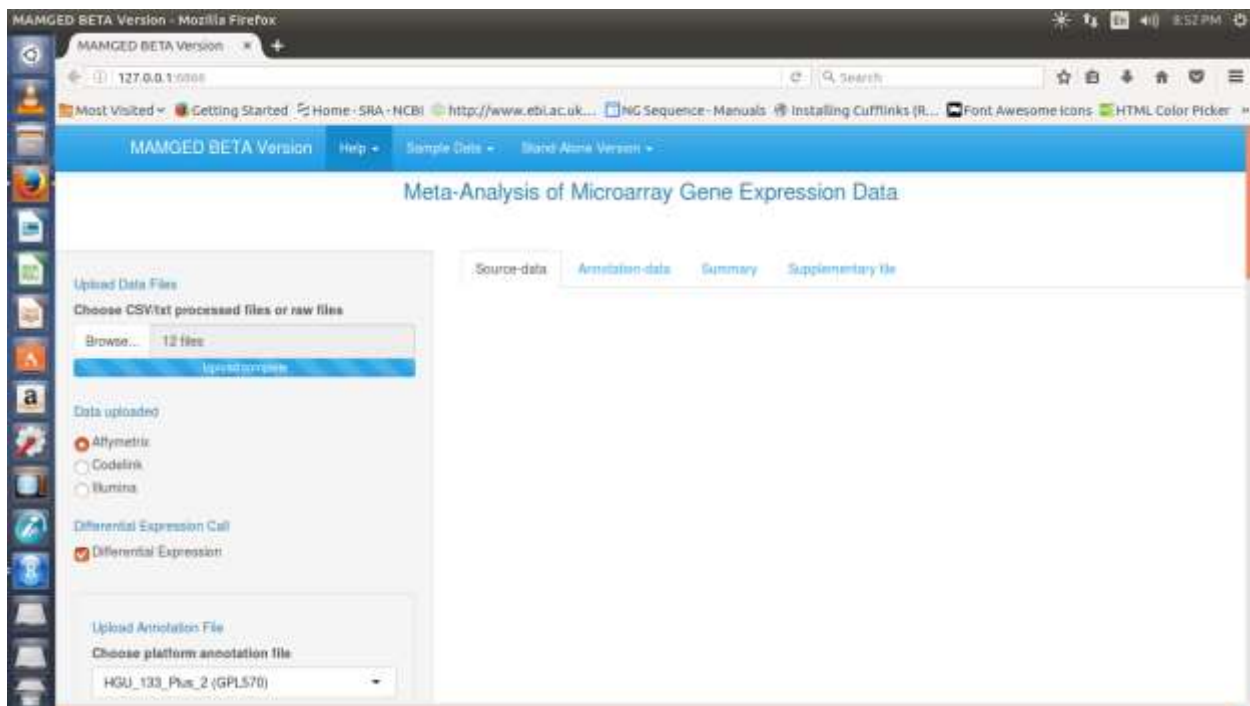 MAMGED BETA Version - Mozilla Firefox
8:52 PM
MAMGED BETA Version
127.0.0.1
Search
Most Visited Getting Started Home - SRA - NCBI http://www.ebi.ac.uk... NG Sequence - Manuals Installing Cufflinks (R... Font Awesome icons HTML Color Picker
MAMGED BETA Version Help Sample Data Stand Alone Version
Meta-Analysis of Microarray Gene Expression Data
Source-data Annotation-data Summary Supplementary file
Upload Data Files
Choose CSV/txt processed files or raw files
Browse... 12 files
Upload complete
Data uploaded
Affymetrix
Codelink
Illumina
Differential Expression Call
Differential Expression
Upload Annotation File
Choose platform annotation file
HGU_133_Plus_2 (GPL570)